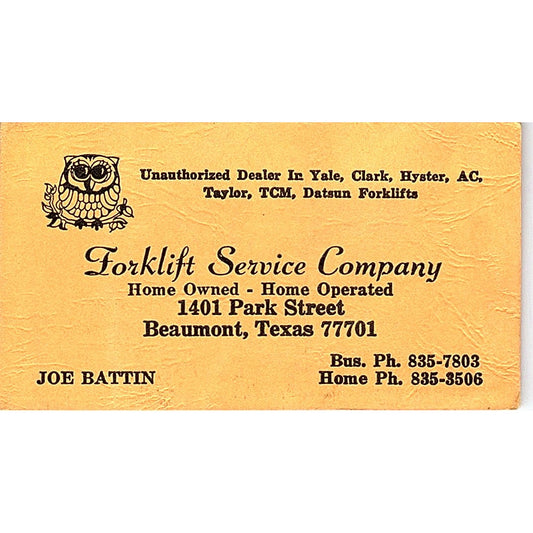 Unauthorized Dealer In Yale, Clark, Hyster, AC,
Taylor, TCM, Datsun Forklifts
Forklift Service Company
Home Owned - Home Operated
1401 Park Street
Beaumont, Texas 77701
Bus. Ph. 835-7803
JOE BATTIN Home Ph. 835-3506